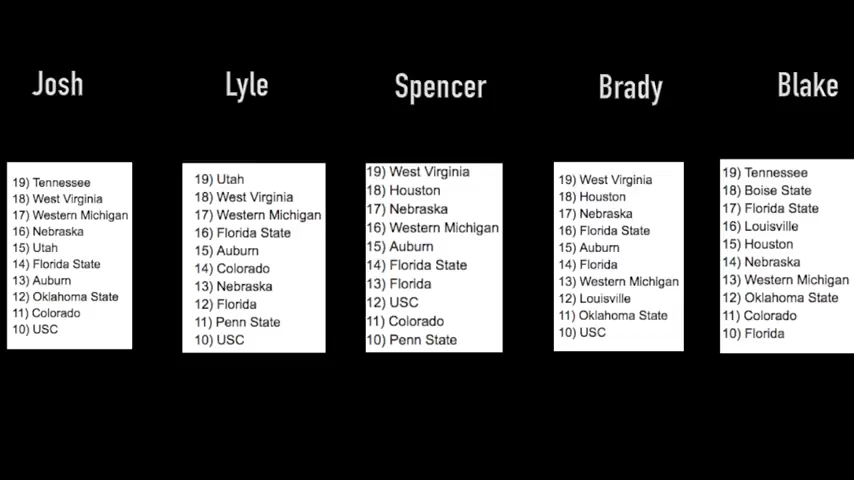 Josh
19) Tennessee
18) West Virginia
17) Western Michigan
16) Nebraska
15) Utah
14) Florida State
13) Auburn
12) Oklahoma State
11) Colorado
10) USC
Lyle
19) Utah
18) West Virginia
17) Western Michigan
16) Florida State
15) Auburn
14) Colorado
13) Nebraska
12) Florida
11) Penn State
10) USC
Spencer
19) West Virginia
18) Houston
17) Nebraska
16) Western Michigan
15) Auburn
14) Florida State
13) Florida
12) USC
11) Colorado
10) Penn State
Brady
19) West Virginia
18) Houston
17) Nebraska
16) Florida State
15) Auburn
14) Florida
13) Western Michigan
12) Louisville
11) Oklahoma State
10) USC
Blake
19) Tennessee
18) Boise State
17) Florida State
16) Louisville
15) Houston
14) Nebraska
13) Western Michigan
12) Oklahoma State
11) Colorado
10) Florida